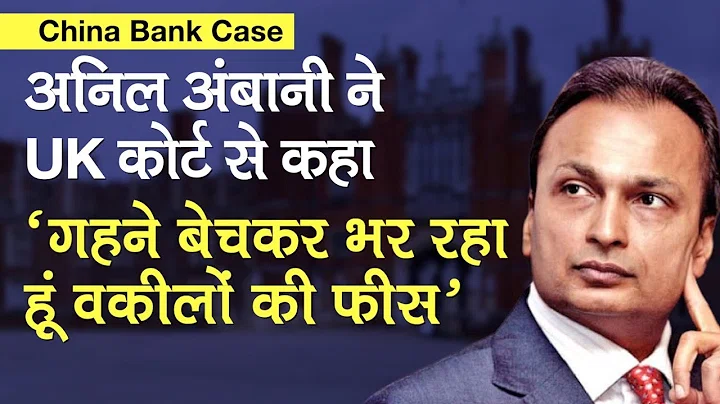 China Bank Case
अनिल अंबानी ने
UK कोर्ट से कहा
‘गहने बेचकर भर रहा
हूं वकीलों की फीस’